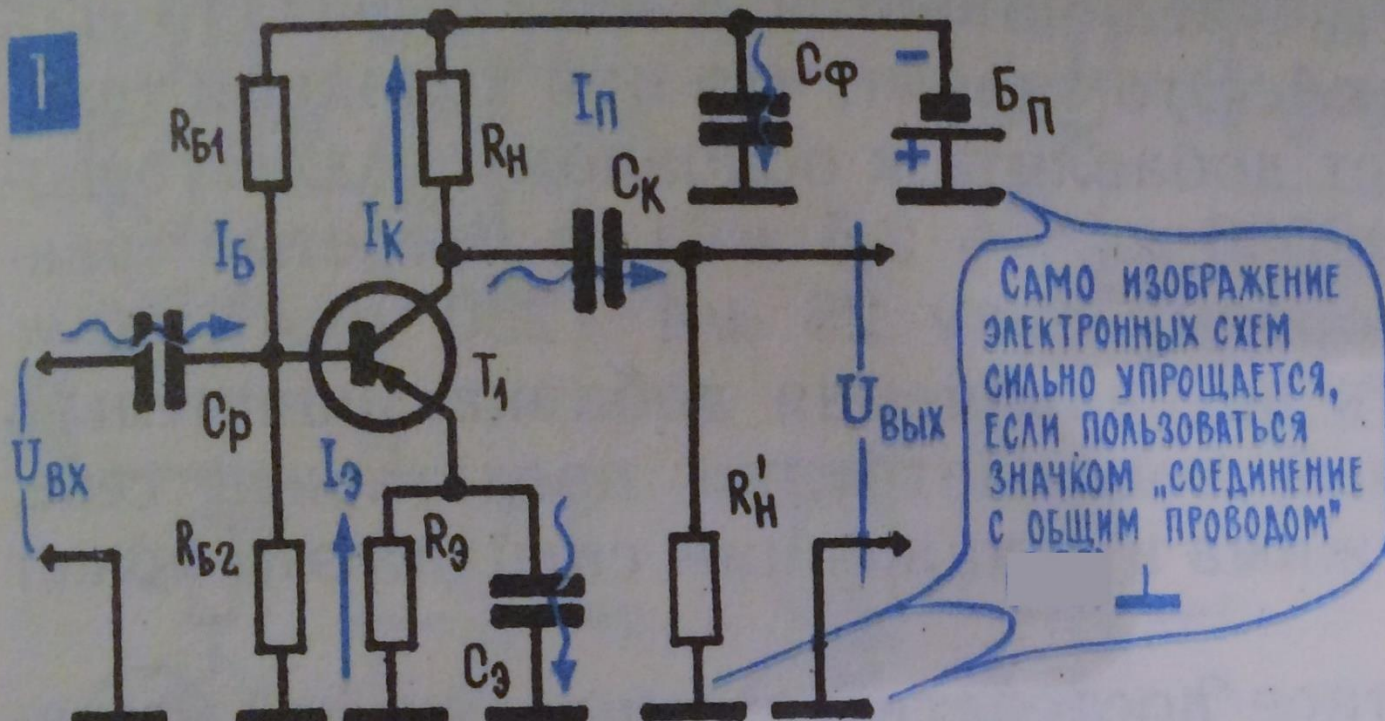 1
Cф
−
Бп
+
RБ1
Rн
Iп
Cк
IБ
Iк
Cр
T1
Uвх
Uвых
Iэ
RБ2
Rэ
Cэ
Rн'
Само изображение
электронных схем
сильно упрощается,
если пользоваться
значком „соединение
с общим проводом"